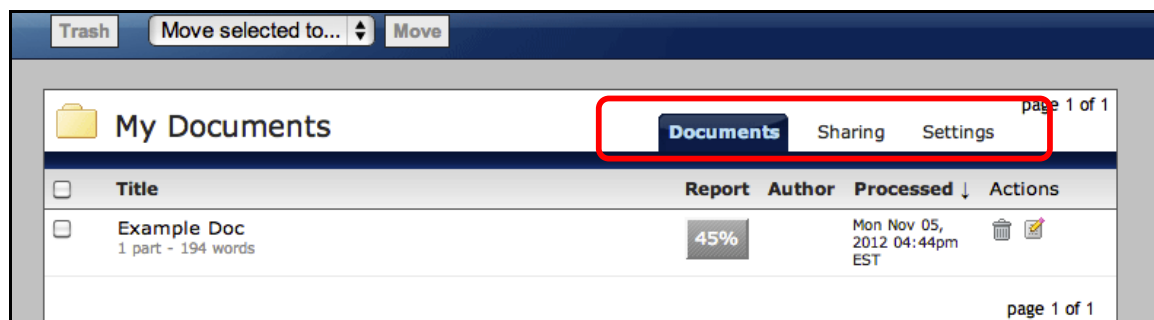 Trash Move selected to... Move
page 1 of 1
My Documents Documents Sharing Settings
Title Report Author Processed ↓ Actions
Example Doc 45% Mon Nov 05,
1 part - 194 words 2012 04:44pm
EST
page 1 of 1